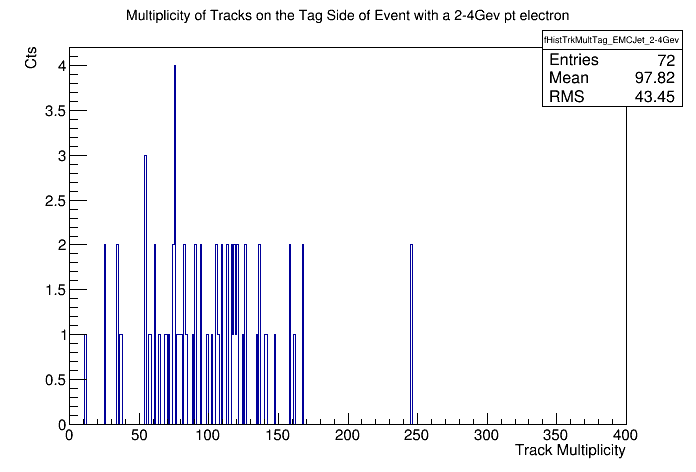 Multiplicity of Tracks on the Tag Side of Event with a 2-4Gev pt electron
fHistTrkMultTag_EMCJet_2-4Gev
Entries 72
Mean 97.82
RMS 43.45
Cts
4
3.5
3
2.5
2
1.5
1
0.5
0
0 50 100 150 200 250 300 350 400
Track Multiplicity